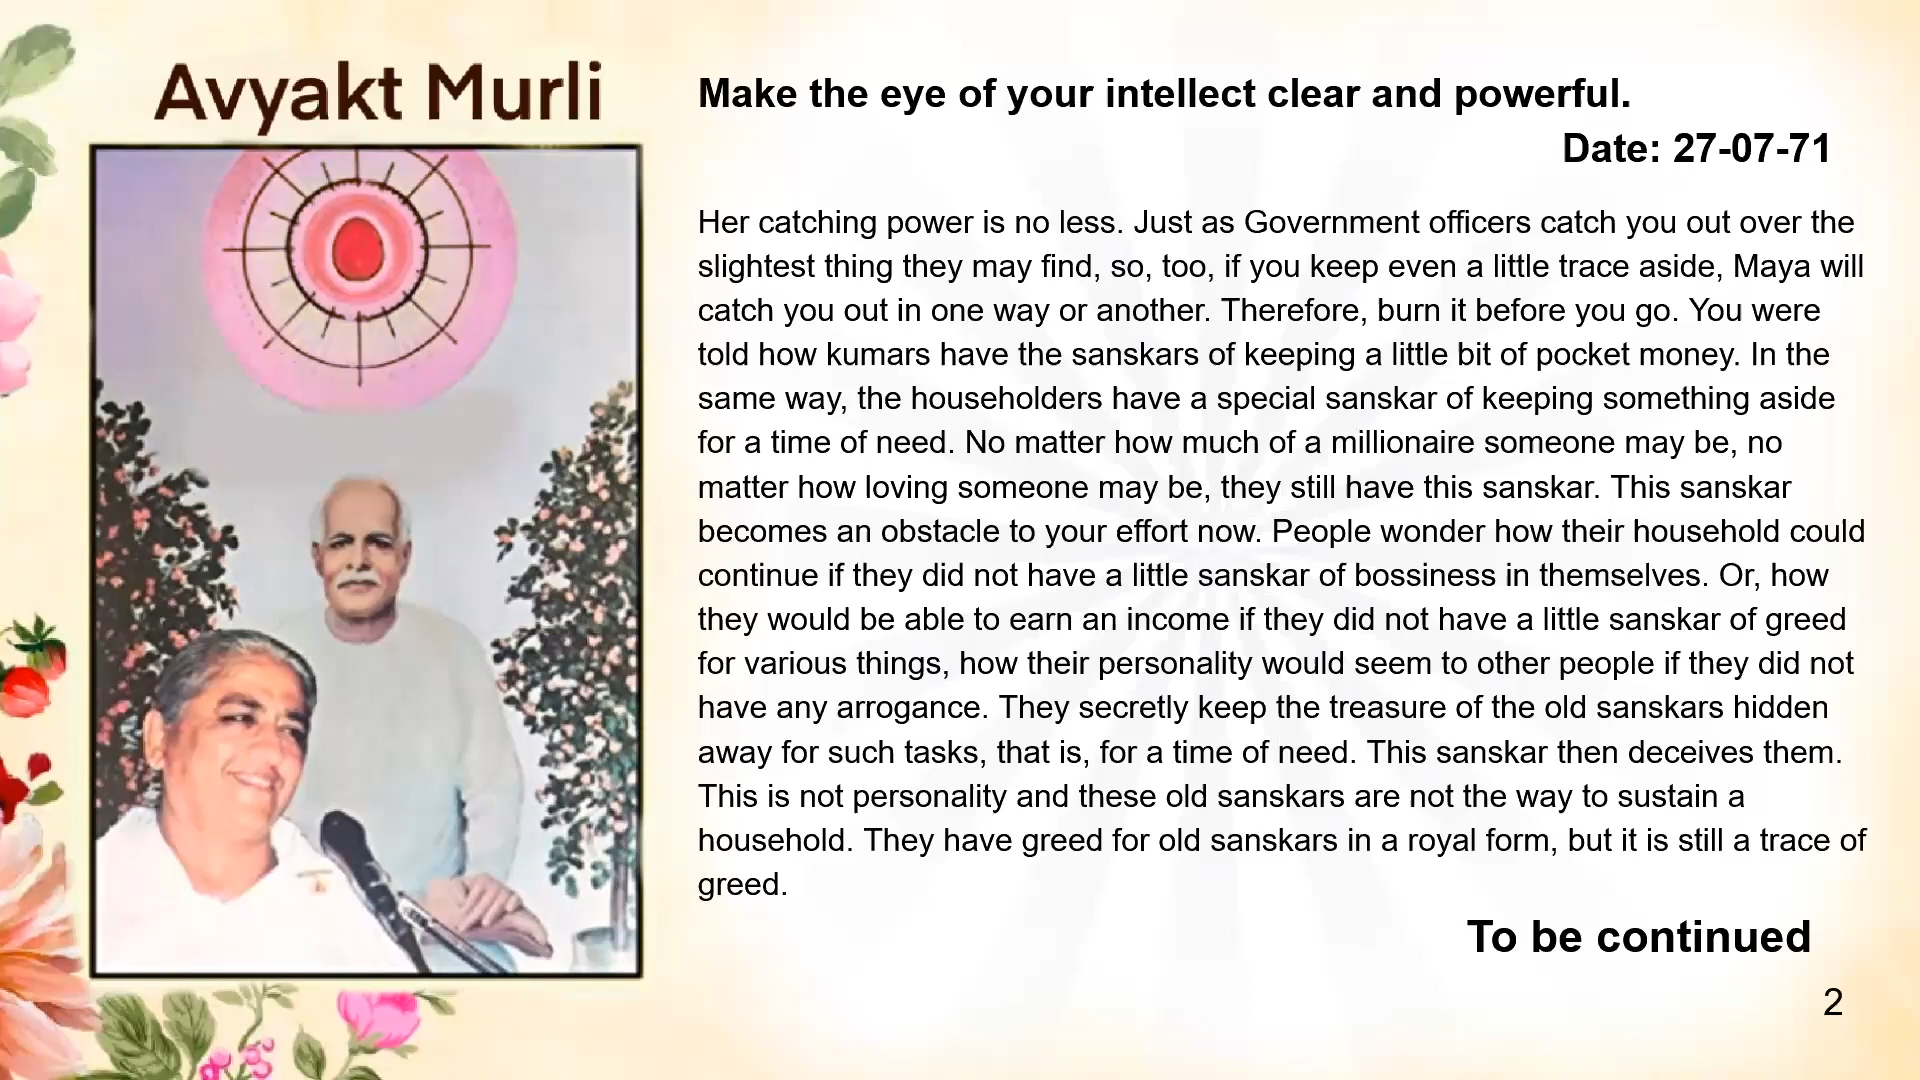 Avyakt Murli
Make the eye of your intellect clear and powerful.
Date: 27-07-71
Her catching power is no less. Just as Government officers catch you out over the
slightest thing they may find, so, too, if you keep even a little trace aside, Maya will
catch you out in one way or another. Therefore, burn it before you go. You were
told how kumars have the sanskars of keeping a little bit of pocket money. In the
same way, the householders have a special sanskar of keeping something aside
for a time of need. No matter how much of a millionaire someone may be, no
matter how loving someone may be, they still have this sanskar. This sanskar
becomes an obstacle to your effort now. People wonder how their household could
continue if they did not have a little sanskar of bossiness in themselves. Or, how
they would be able to earn an income if they did not have a little sanskar of greed
for various things, how their personality would seem to other people if they did not
have any arrogance. They secretly keep the treasure of the old sanskars hidden
away for such tasks, that is, for a time of need. This sanskar then deceives them.
This is not personality and these old sanskars are not the way to sustain a
household. They have greed for old sanskars in a royal form, but it is still a trace of
greed.
To be continued
2